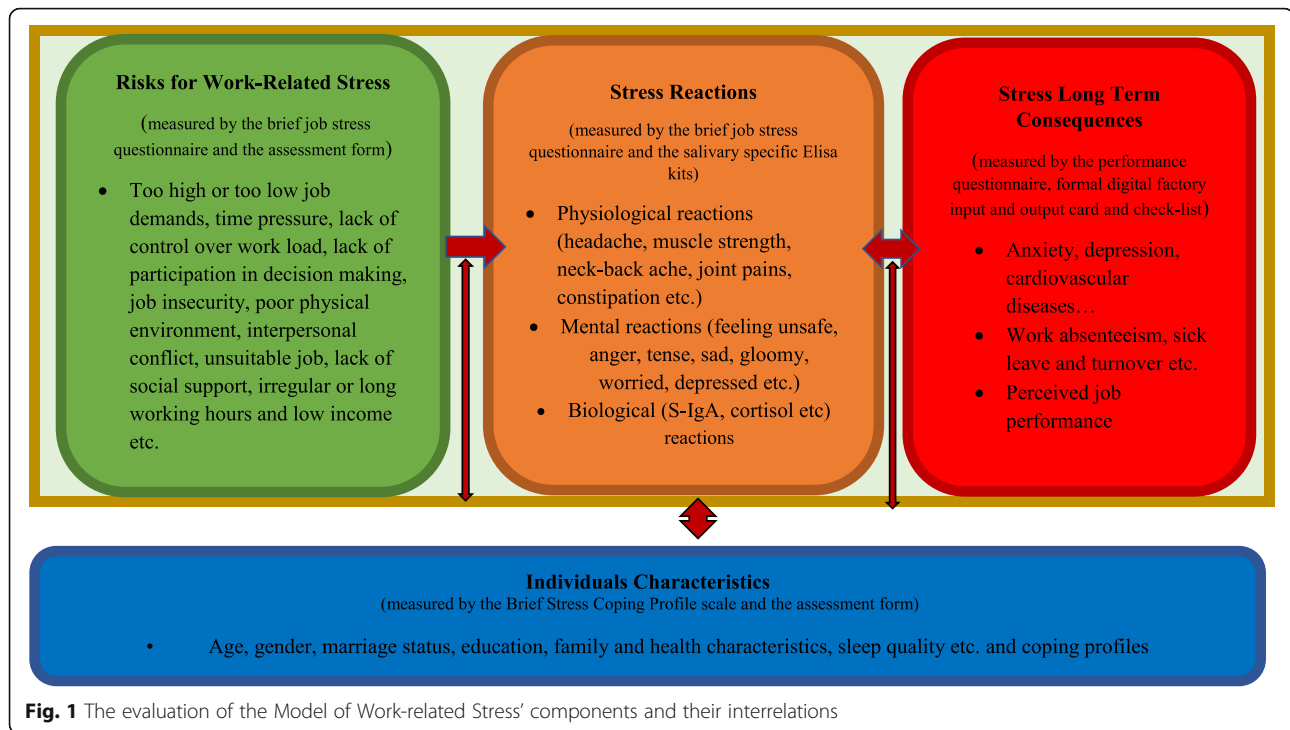 Risks for Work-Related Stress
(measured by the brief job stress
questionnaire and the assessment form)
• Too high or too low job
demands, time pressure, lack of
control over work load, lack of
participation in decision making,
job insecurity, poor physical
environment, interpersonal
conflict, unsuitable job, lack of
social support, irregular or long
working hours and low income
etc.
Stress Reactions
(measured by the brief job stress
questionnaire and the salivary specific Elisa
kits)
• Physiological reactions
(headache, muscle strength,
neck-back ache, joint pains,
constipation etc.)
• Mental reactions (feeling unsafe,
anger, tense, sad, gloomy,
worried, depressed etc.)
• Biological (S-IgA, cortisol etc)
reactions
Stress Long Term
Consequences
(measured by the performance
questionnaire, formal digital factory
input and output card and check-list)
• Anxiety, depression,
cardiovascular
diseases…
• Work absenteeism, sick
leave and turnover etc.
• Perceived job
performance
Individuals Characteristics
(measured by the Brief Stress Coping Profile scale and the assessment form)
• Age, gender, marriage status, education, family and health characteristics, sleep quality etc. and coping profiles
Fig. 1 The evaluation of the Model of Work-related Stress' components and their interrelations